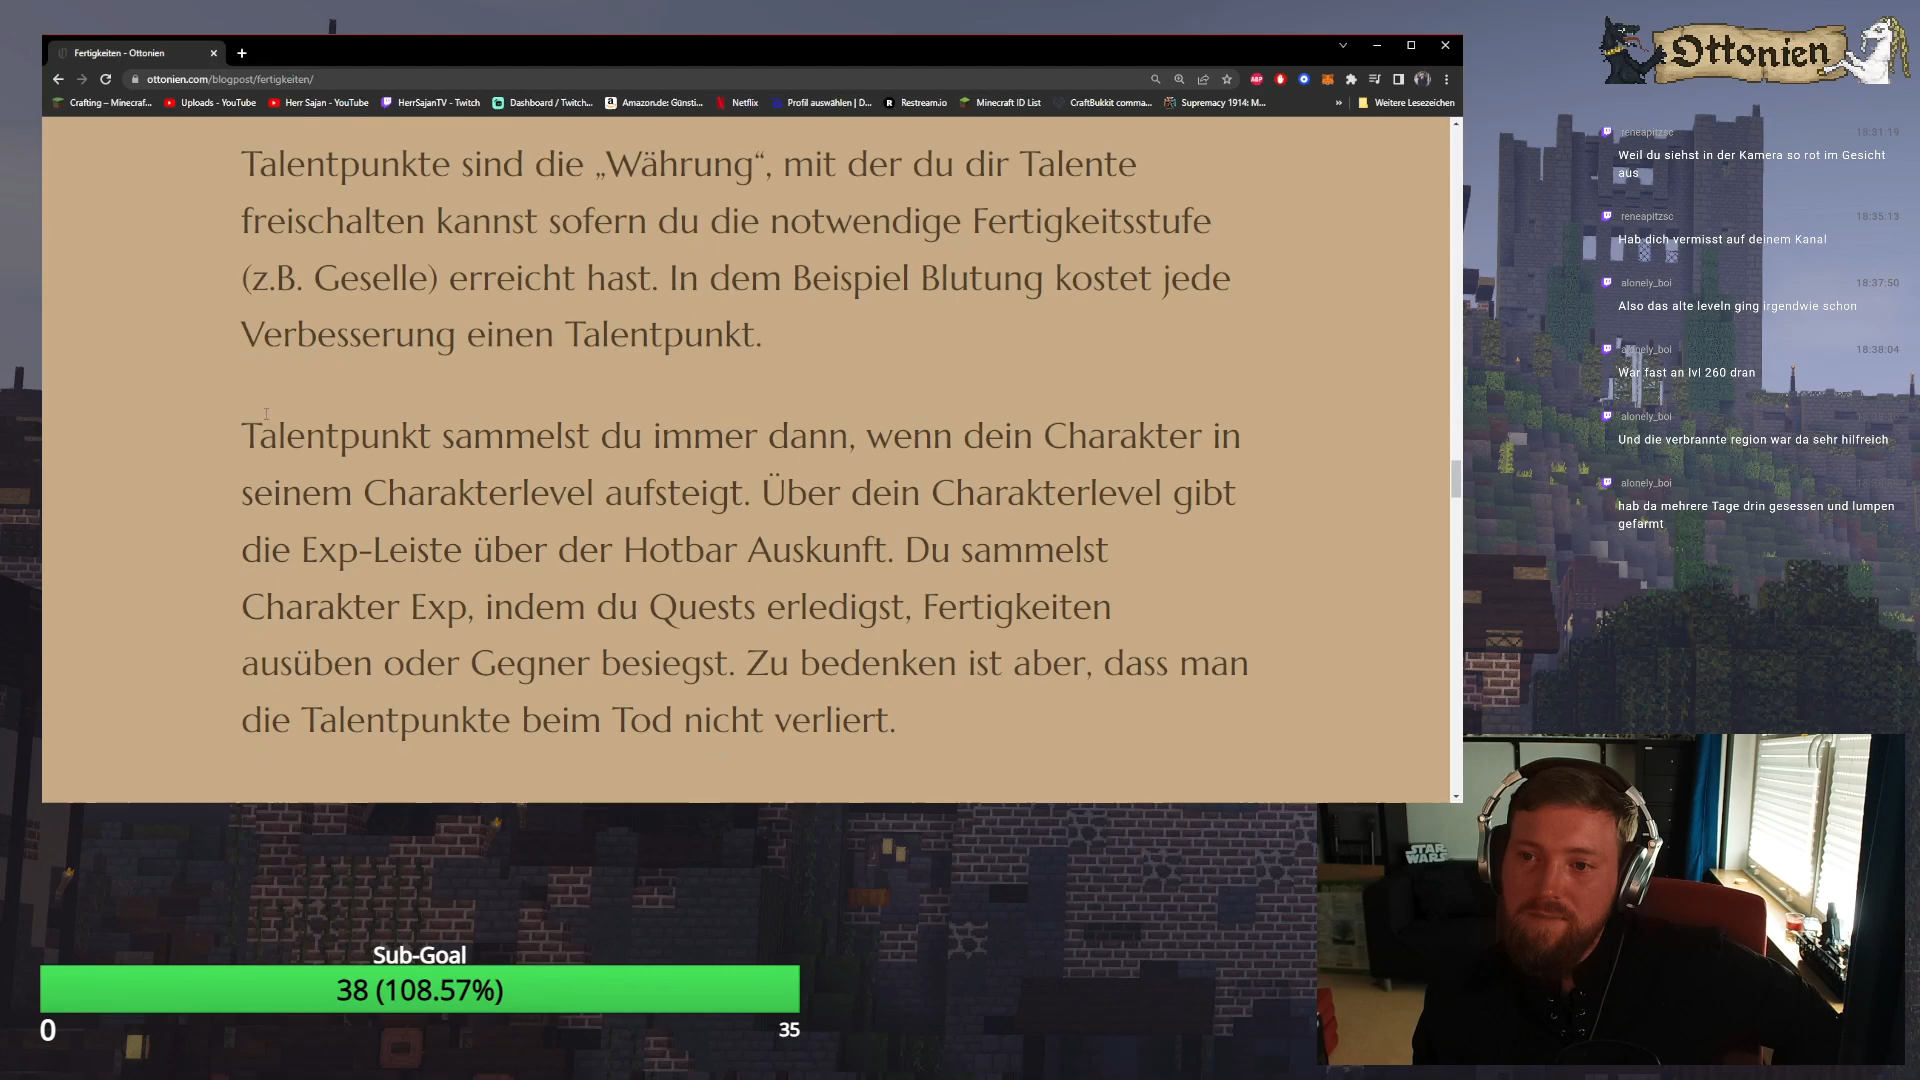 Fertigkeiten - Ottonien
ottonien.com/blogpost/fertigkeiten/
Crafting – Minecraf...
Uploads - YouTube
Herr Sajan - YouTube
HerrSajanTV - Twitch
Dashboard / Twitch...
Amazon.de: Günsti...
Netflix
Profil auswählen | D...
Restream.io
Minecraft ID List
CraftBukkit comma...
Supremacy 1914: M...
»
Weitere Lesezeichen
Talentpunkte sind die „Währung“, mit der du dir Talente
freischalten kannst sofern du die notwendige Fertigkeitsstufe
(z.B. Geselle) erreicht hast. In dem Beispiel Blutung kostet jede
Verbesserung einen Talentpunkt.
Talentpunkt sammelst du immer dann, wenn dein Charakter in
seinem Charakterlevel aufsteigt. Über dein Charakterlevel gibt
die Exp-Leiste über der Hotbar Auskunft. Du sammelst
Charakter Exp, indem du Quests erledigst, Fertigkeiten
ausüben oder Gegner besiegst. Zu bedenken ist aber, dass man
die Talentpunkte beim Tod nicht verliert.
Ottonien
reneapitzsc 18:31:19
Weil du siehst in der Kamera so rot im Gesicht
aus
reneapitzsc 18:35:13
Hab dich vermisst auf deinem Kanal
alonely_boi 18:37:50
Also das alte leveln ging irgendwie schon
alonely_boi 18:38:04
War fast an lvl 260 dran
alonely_boi
Und die verbrannte region war da sehr hilfreich
alonely_boi
hab da mehrere Tage drin gesessen und lumpen
gefarmt
STAR
WARS
Sub-Goal
38 (108.57%)
0
35